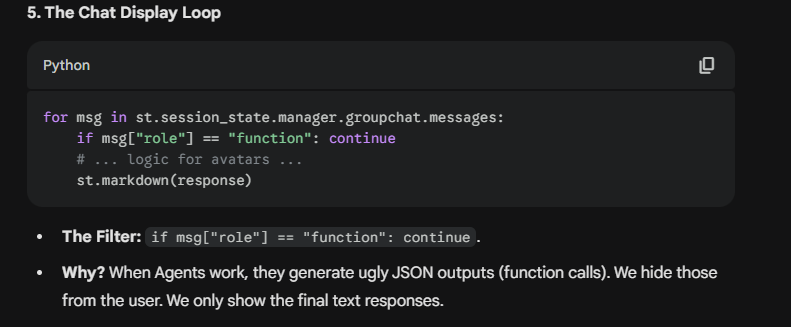 5. The Chat Display Loop
Python
for msg in st.session_state.manager.groupchat.messages:
    if msg["role"] == "function": continue
    # ... logic for avatars ...
    st.markdown(response)
• The Filter: if msg["role"] == "function": continue .
• Why? When Agents work, they generate ugly JSON outputs (function calls). We hide those
from the user. We only show the final text responses.